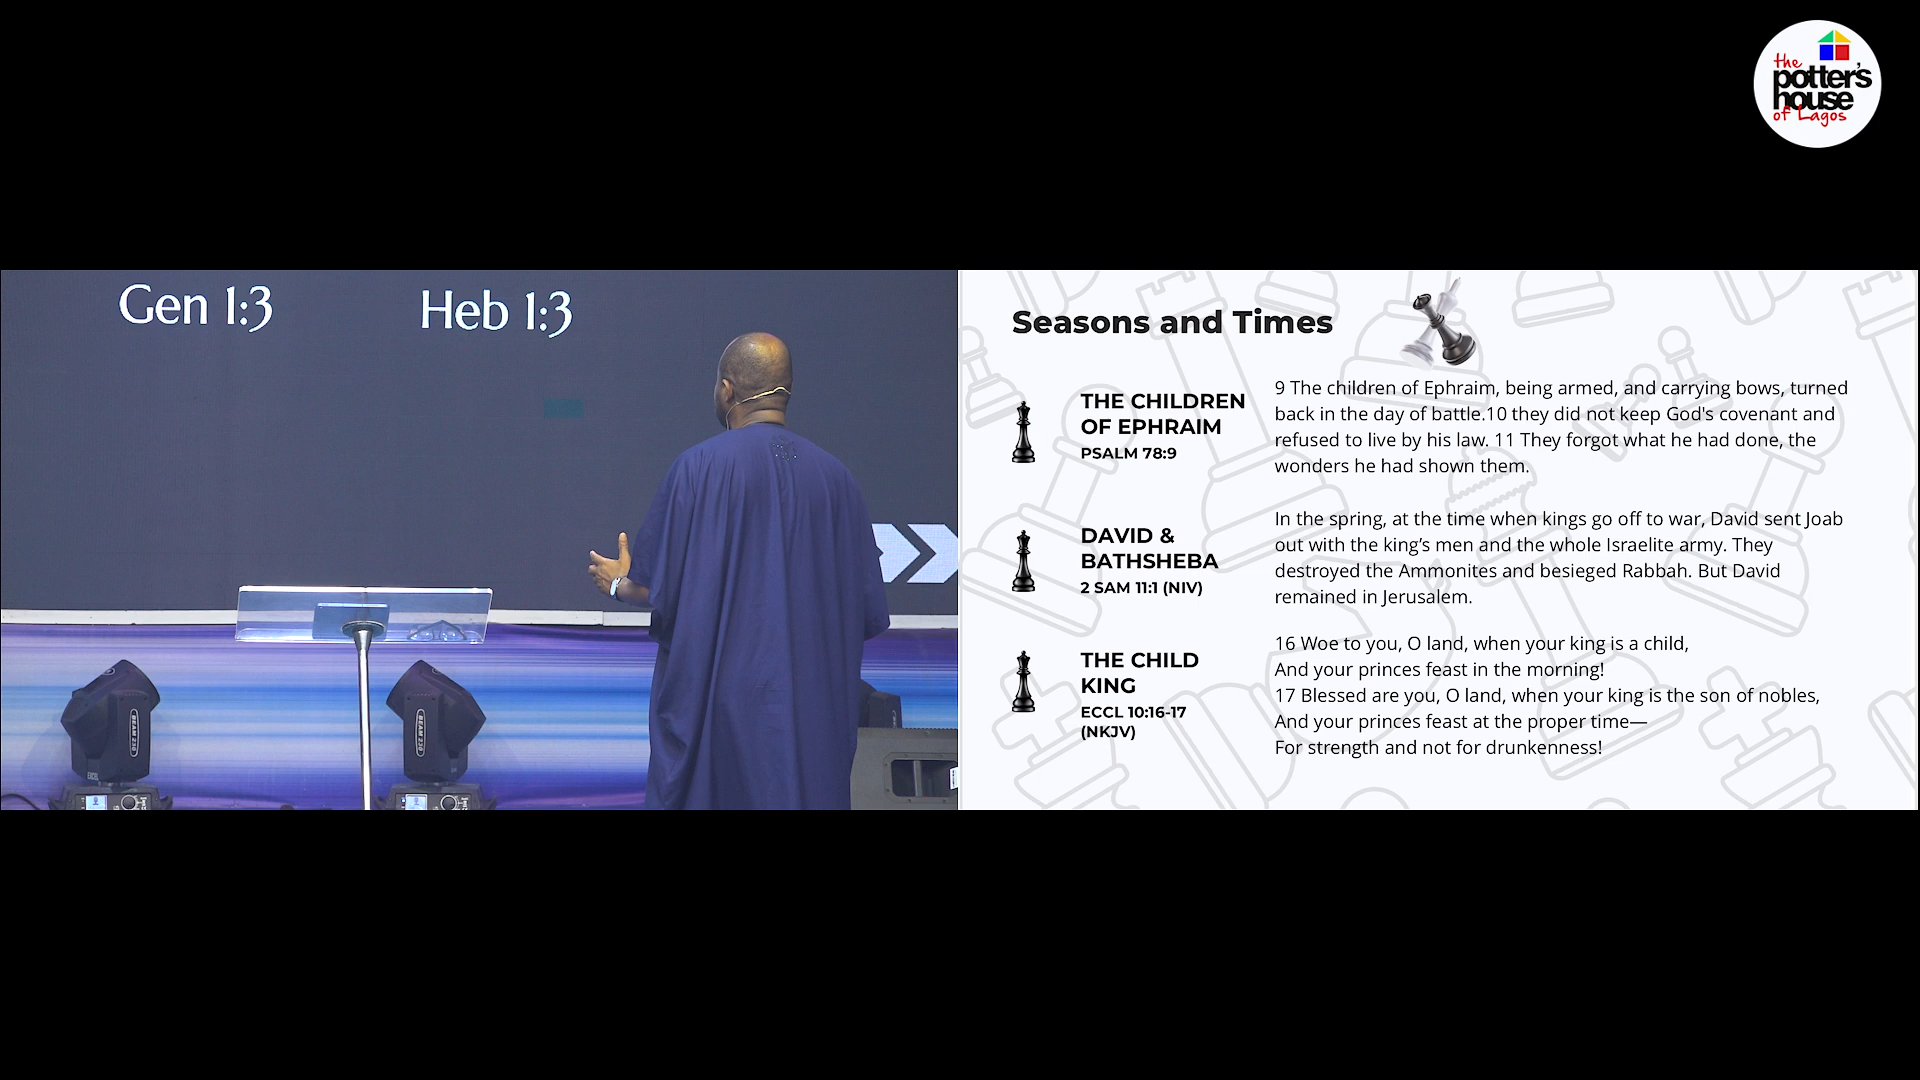 the
potter's
house
of Lagos
Gen 1:3
Heb 1:3
BEAM 230
BEAM 230
Seasons and Times
THE CHILDREN
OF EPHRAIM
PSALM 78:9
9 The children of Ephraim, being armed, and carrying bows, turned
back in the day of battle.10 they did not keep God's covenant and
refused to live by his law. 11 They forgot what he had done, the
wonders he had shown them.
DAVID &
BATHSHEBA
2 SAM 11:1 (NIV)
In the spring, at the time when kings go off to war, David sent Joab
out with the king’s men and the whole Israelite army. They
destroyed the Ammonites and besieged Rabbah. But David
remained in Jerusalem.
THE CHILD
KING
ECCL 10:16-17
(NKJV)
16 Woe to you, O land, when your king is a child,
And your princes feast in the morning!
17 Blessed are you, O land, when your king is the son of nobles,
And your princes feast at the proper time—
For strength and not for drunkenness!